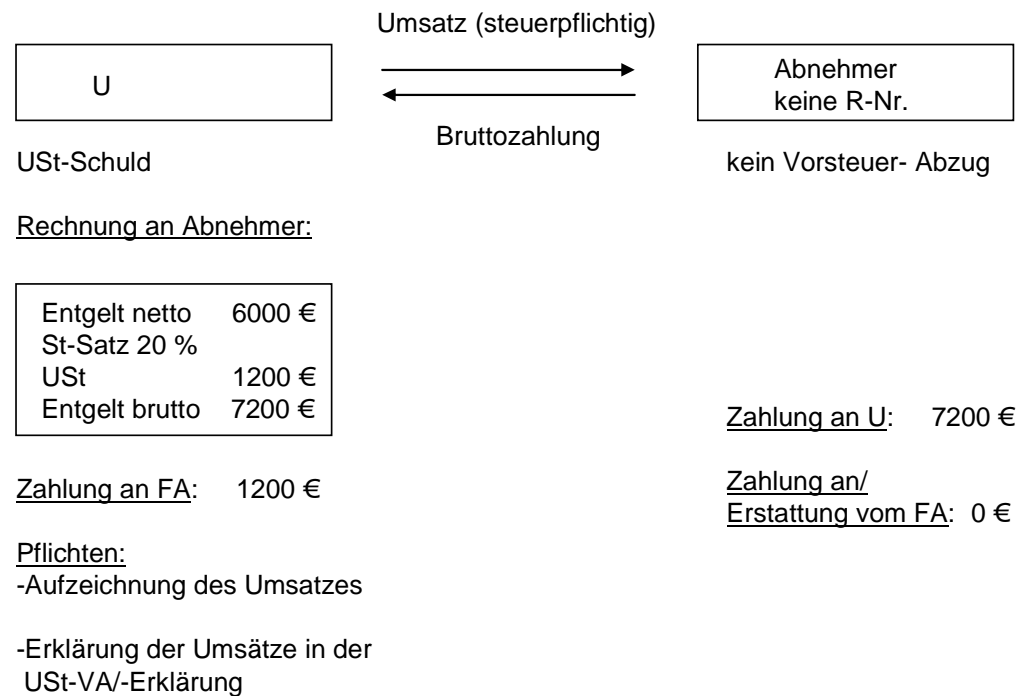 Umsatz (steuerpflichtig)
U
Abnehmer
keine R-Nr.
Bruttozahlung
USt-Schuld
kein Vorsteuer- Abzug
Rechnung an Abnehmer:
Entgelt netto 6000 €
St-Satz 20 %
USt 1200 €
Entgelt brutto 7200 €
Zahlung an U: 7200 €
Zahlung an FA: 1200 €
Zahlung an/
Erstattung vom FA: 0 €
Pflichten:
-Aufzeichnung des Umsatzes
-Erklärung der Umsätze in der
USt-VA/-Erklärung